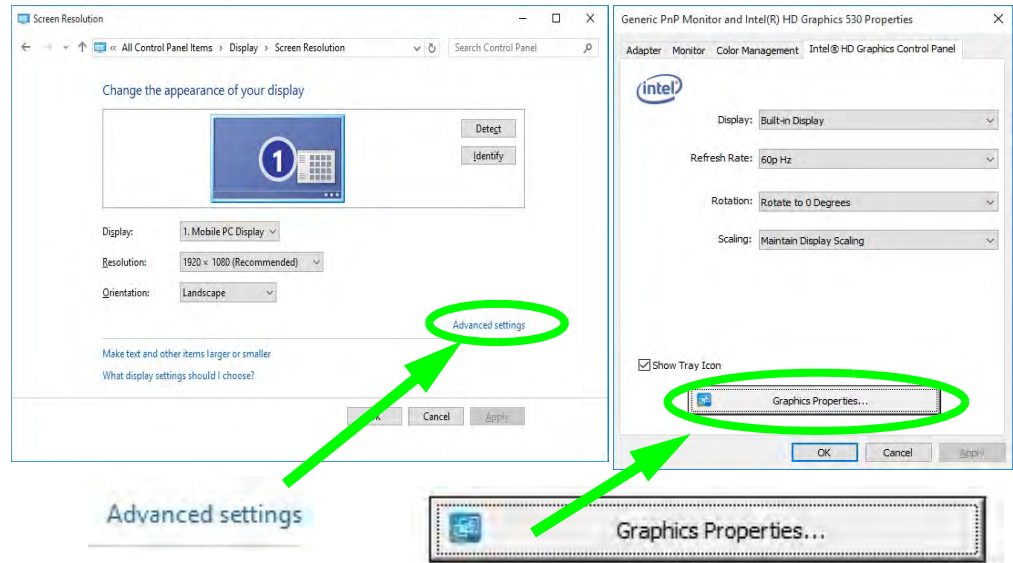 Screen Resolution
« All Control Panel Items › Display › Screen Resolution
Search Control Panel
Change the appearance of your display
1
Detect
Identify
Display: 1. Mobile PC Display
Resolution: 1920 × 1080 (Recommended)
Orientation: Landscape
Advanced settings
Make text and other items larger or smaller
What display settings should I choose?
Cancel Apply
Generic PnP Monitor and Intel(R) HD Graphics 530 Properties
Adapter Monitor Color Management Intel® HD Graphics Control Panel
intel
Display: Built-in Display
Refresh Rate: 60p Hz
Rotation: Rotate to 0 Degrees
Scaling: Maintain Display Scaling
Show Tray Icon
Graphics Properties...
OK Cancel Apply
Advanced settings
Graphics Properties...